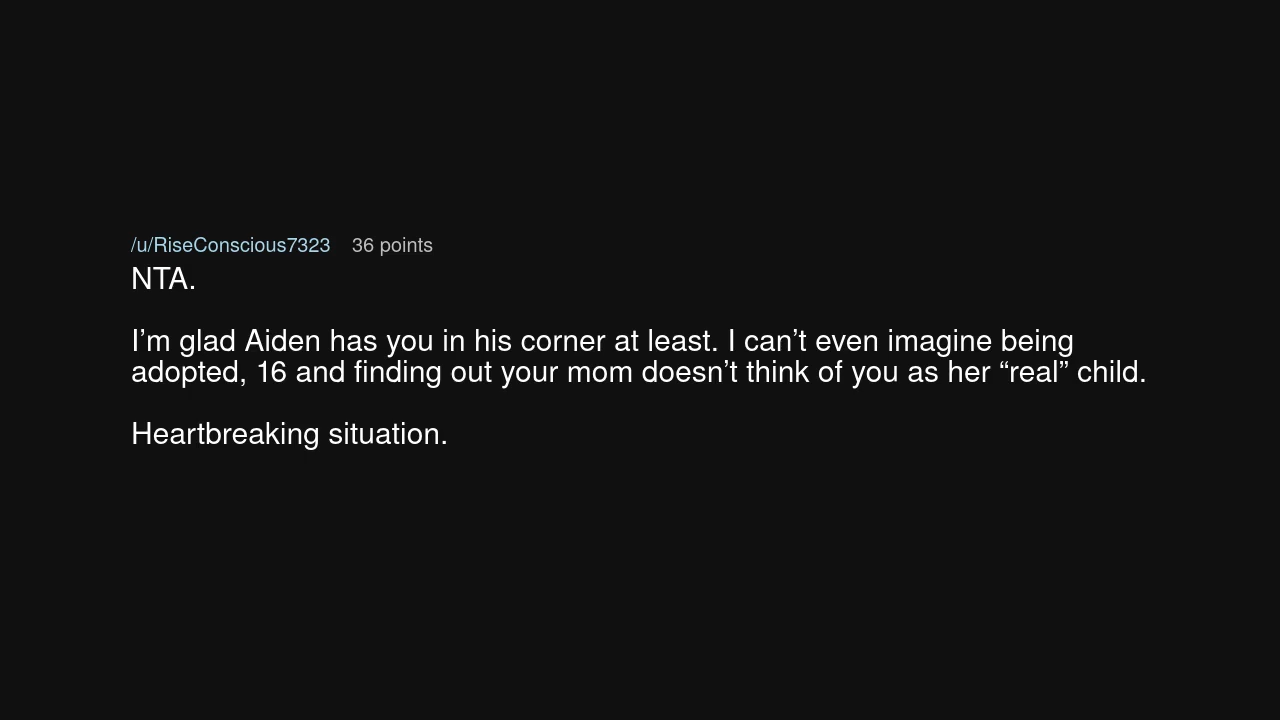 /u/RiseConscious7323 36 points
NTA.
I’m glad Aiden has you in his corner at least. I can’t even imagine being
adopted, 16 and finding out your mom doesn’t think of you as her “real” child.
Heartbreaking situation.